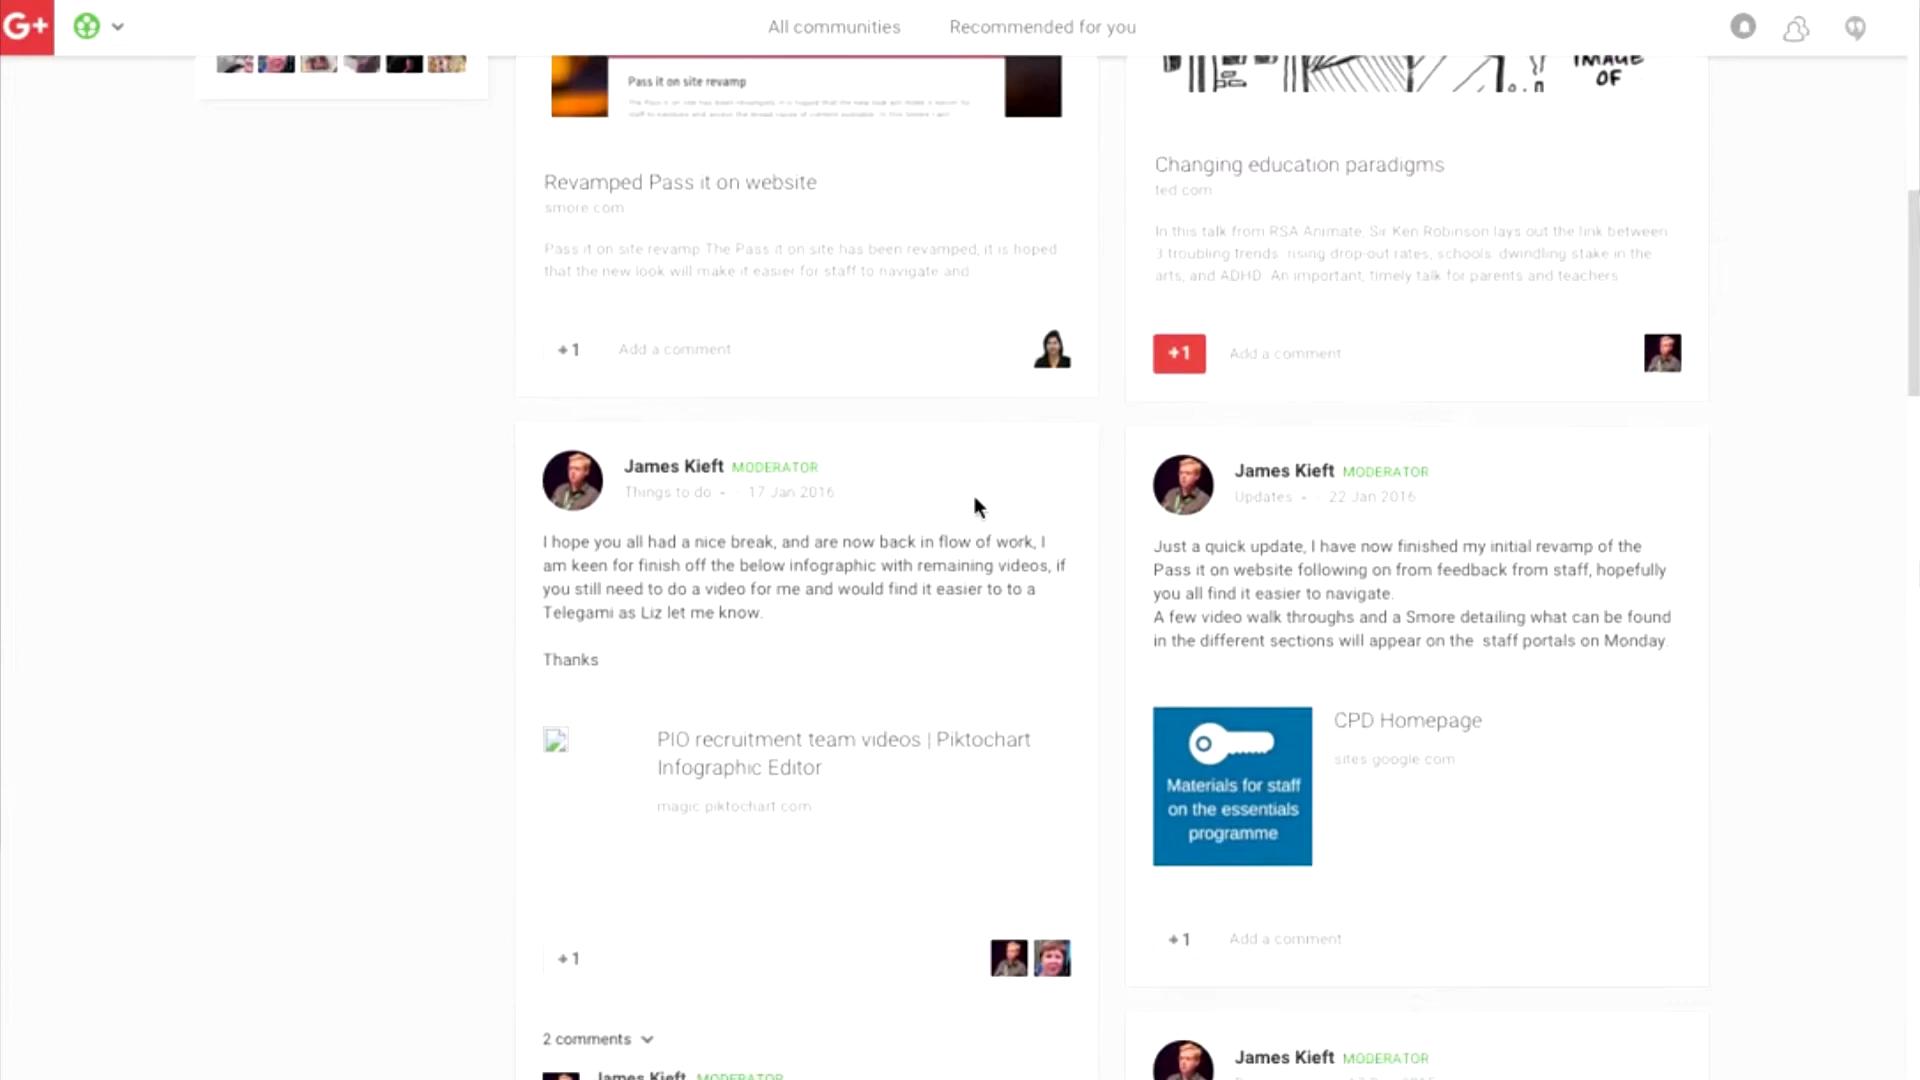 G+
All communities
Recommended for you
Pass it on site revamp
IMAGE
OF
Revamped Pass it on website
smore com
Pass it on site revamp The Pass it on site has been revamped, it is hoped
that the new look will make it easier for staff to navigate and
+1
Add a comment
Changing education paradigms
ted com
In this talk from RSA Animate, Sir Ken Robinson lays out the link between
3 troubling trends rising drop-out rates, schools dwindling stake in the
arts, and ADHD An important, timely talk for parents and teachers
+1
Add a comment
James Kieft MODERATOR
Things to do • 17 Jan 2016
I hope you all had a nice break, and are now back in flow of work, I
am keen for finish off the below infographic with remaining videos, if
you still need to do a video for me and would find it easier to to a
Telegami as Liz let me know.
Thanks
PIO recruitment team videos | Piktochart
Infographic Editor
magic piktochart com
+1
2 comments
James Kieft MODERATOR
James Kieft MODERATOR
Updates • 22 Jan 2016
Just a quick update, I have now finished my initial revamp of the
Pass it on website following on from feedback from staff, hopefully
you all find it easier to navigate.
A few video walk throughs and a Smore detailing what can be found
in the different sections will appear on the staff portals on Monday.
Materials for staff
on the essentials
programme
CPD Homepage
sites google com
+1
Add a comment
James Kieft MODERATOR